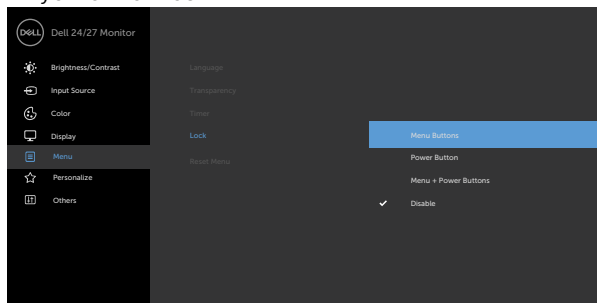 DELL Dell 24/27 Monitor
Brightness/Contrast
Input Source
Color
Display
Menu
Personalize
Others
Language
Transparency
Timer
Lock
Reset Menu
Menu Buttons
Power Button
Menu + Power Buttons
Disable